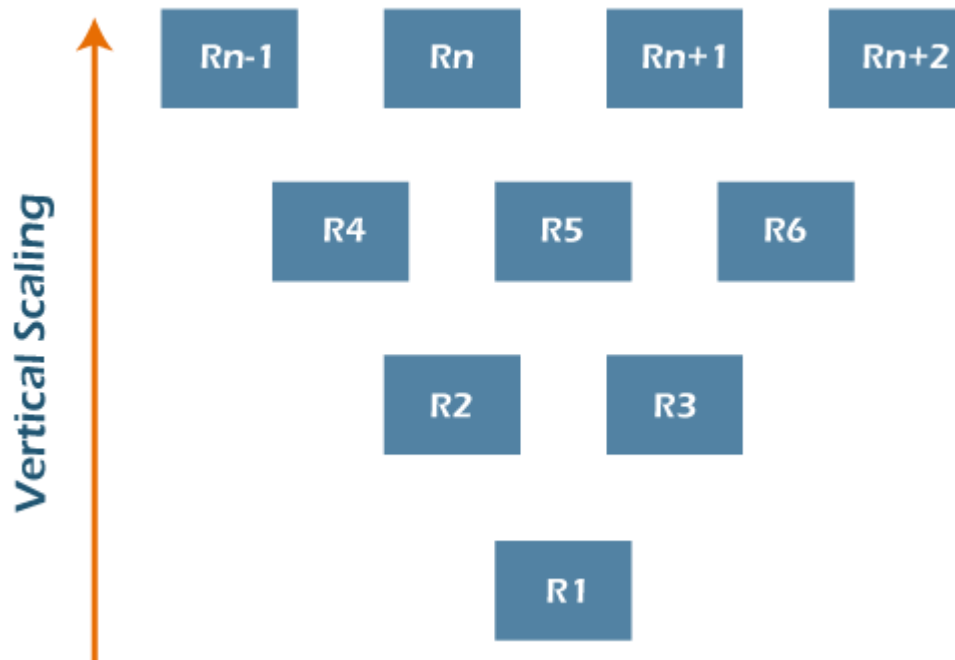 Rn-1 Rn Rn+1 Rn+2
R4 R5 R6
R2 R3
R1
Vertical Scaling